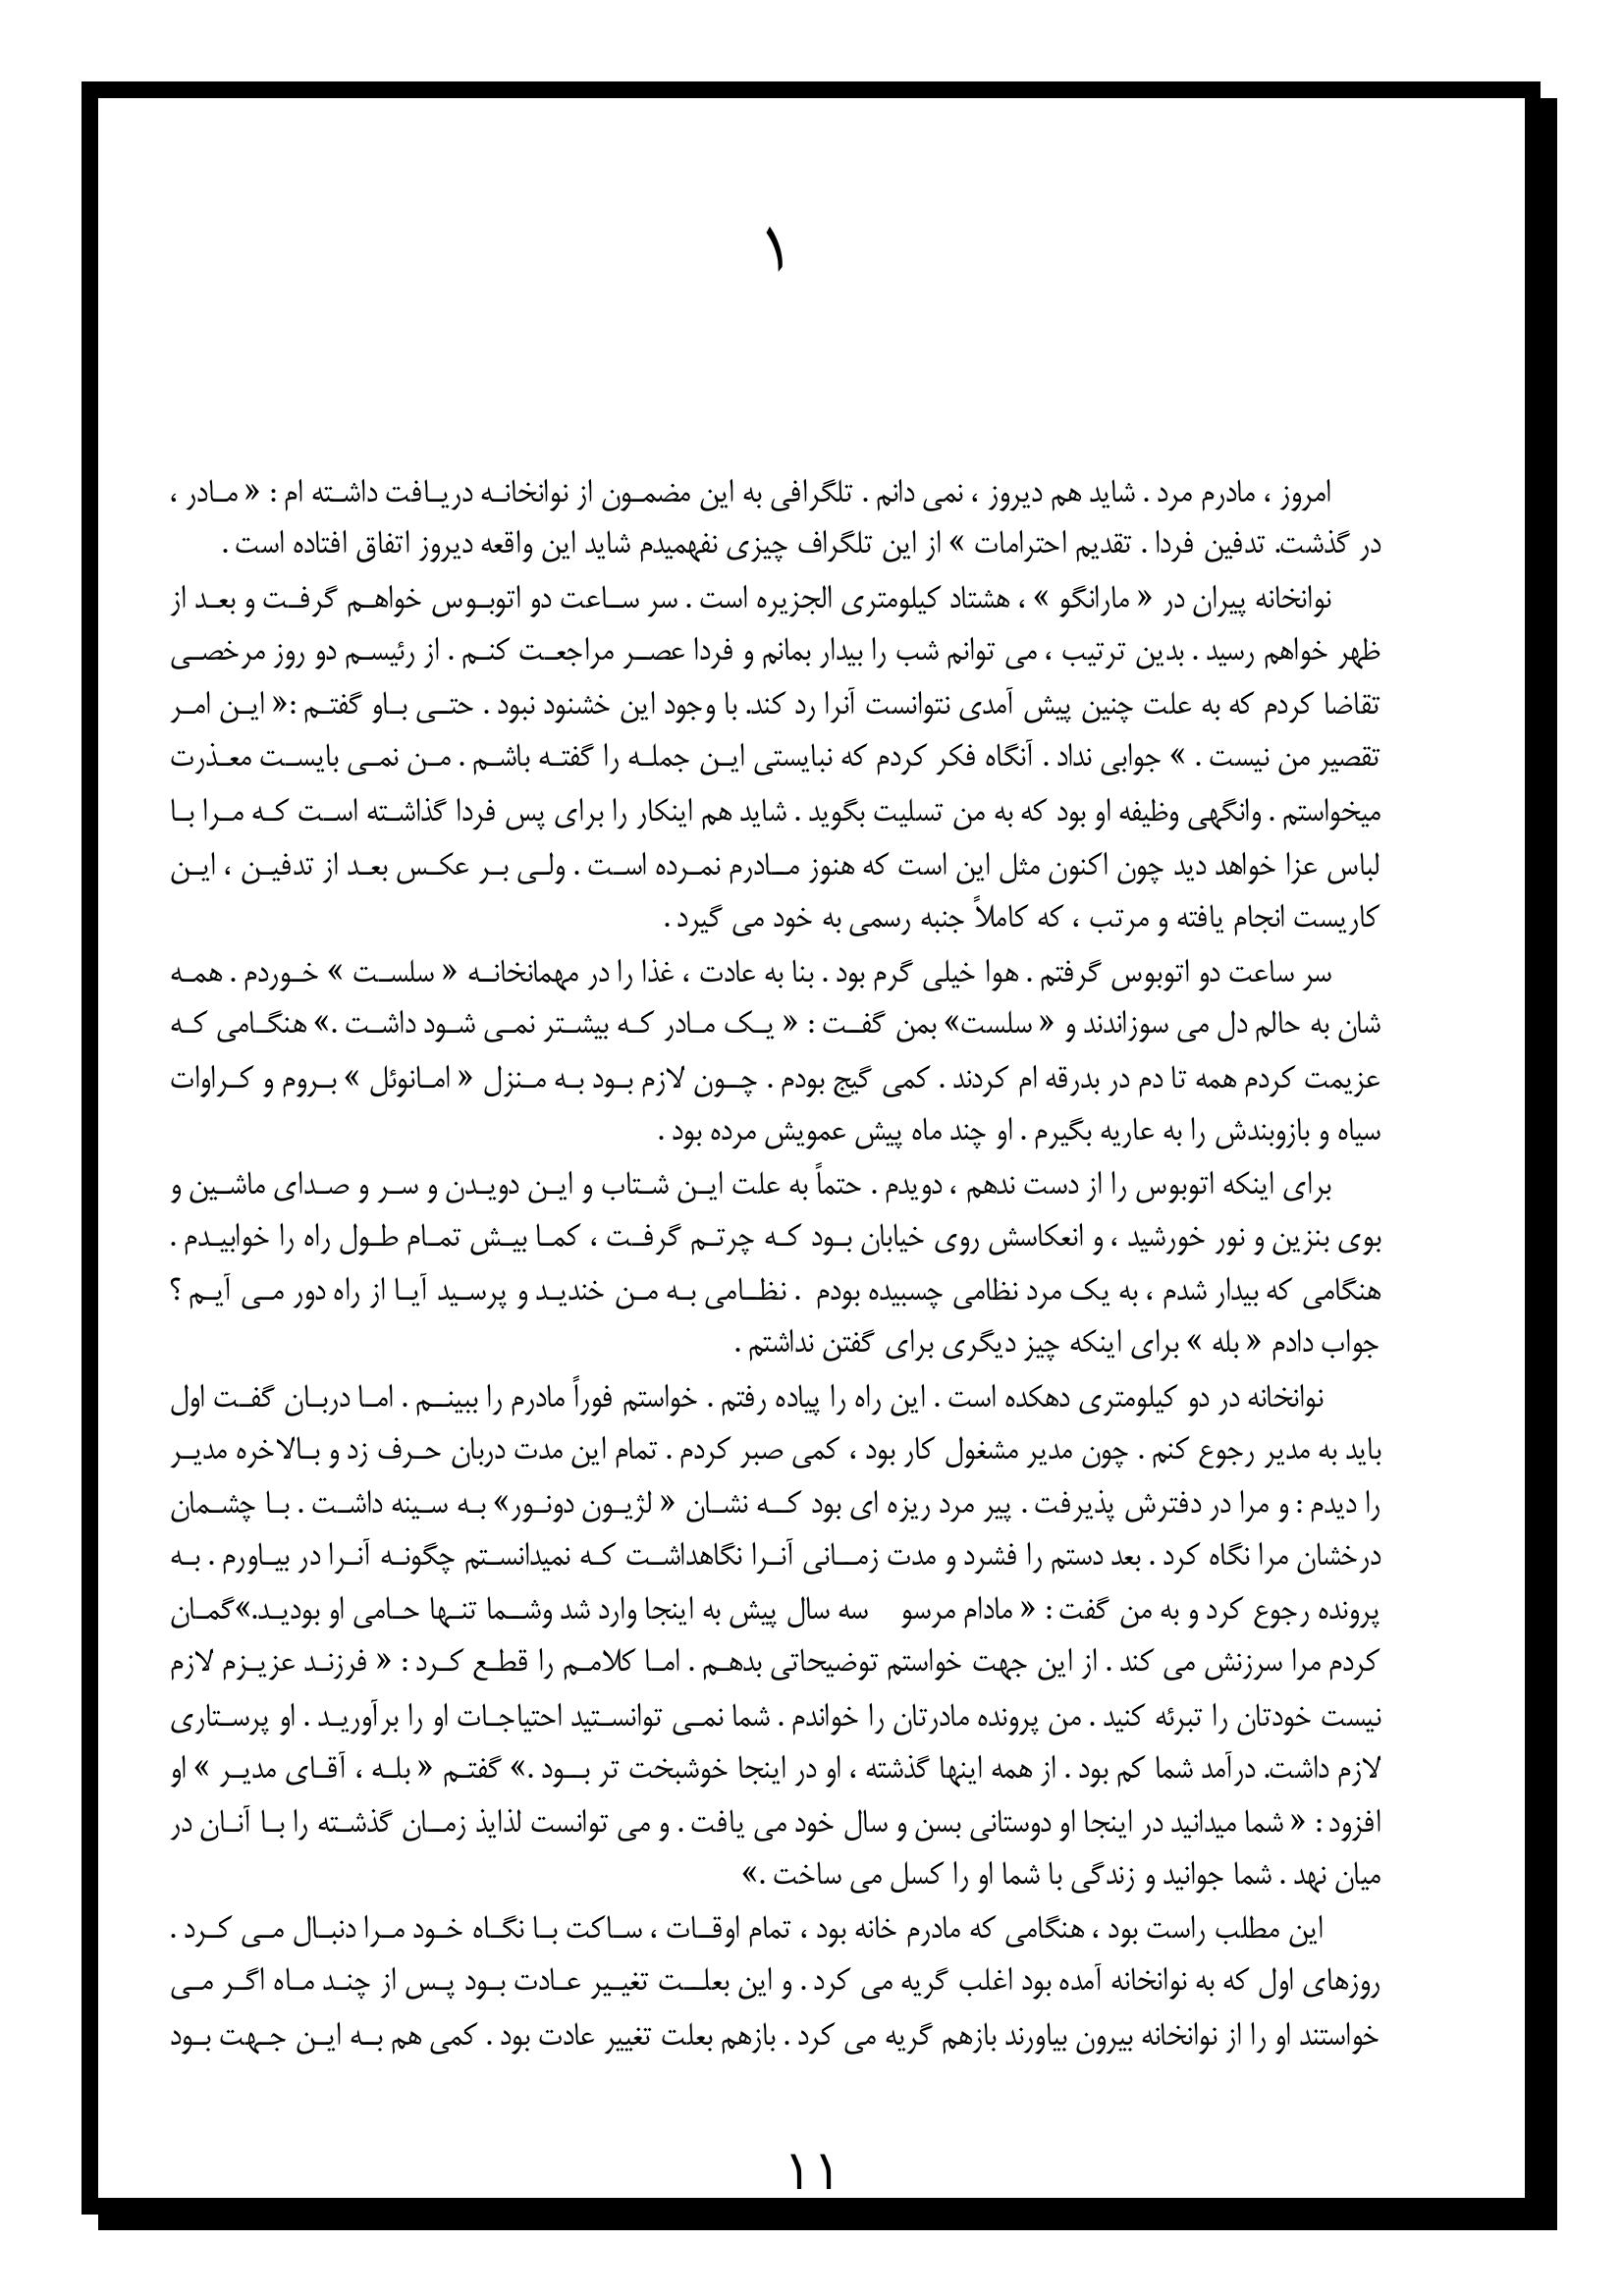 ۱
امروز ، مادرم مرد . شاید هم دیروز ، نمی دانم . تلگرافی به این مضمون از نوانخانه دریافت داشته ام : « مادر ،
در گذشت. تدفین فردا . تقدیم احترامات » از این تلگراف چیزی نفهمیدم شاید این واقعه دیروز اتفاق افتاده است .
نوانخانه پیران در « مارانگو » ، هشتاد کیلومتری الجزیره است . سر ساعت دو اتوبوس خواهم گرفت و بعد از
ظهر خواهم رسید . بدین ترتیب ، می توانم شب را بیدار بمانم و فردا عصر مراجعت کنم . از رئیسم دو روز مرخصی
تقاضا کردم که به علت چنین پیش آمدی نتوانست آنرا رد کند. با وجود این خشنود نبود . حتی باو گفتم :« این امر
تقصیر من نیست . » جوابی نداد . آنگاه فکر کردم که نبایستی این جمله را گفته باشم . من نمی بایست معذرت
میخواستم . وانگهی وظیفه او بود که به من تسلیت بگوید . شاید هم اینکار را برای پس فردا گذاشته است که مرا با
لباس عزا خواهد دید چون اکنون مثل این است که هنوز مادرم نمرده است . ولی بر عکس بعد از تدفین ، این
کاریست انجام یافته و مرتب ، که کاملاً جنبه رسمی به خود می گیرد .
سر ساعت دو اتوبوس گرفتم . هوا خیلی گرم بود . بنا به عادت ، غذا را در مهمانخانه « سلست » خوردم . همه
شان به حالم دل می سوزاندند و « سلست» بمن گفت : « یک مادر که بیشتر نمی شود داشت .» هنگامی که
عزیمت کردم همه تا دم در بدرقه ام کردند . کمی گیج بودم . چون لازم بود به منزل « امانوئل » بروم و کراوات
سیاه و بازوبندش را به عاریه بگیرم . او چند ماه پیش عمویش مرده بود .
برای اینکه اتوبوس را از دست ندهم ، دویدم . حتماً به علت این شتاب و این دویدن و سر و صدای ماشین و
بوی بنزین و نور خورشید ، و انعکاسش روی خیابان بود که چرتم گرفت ، کما بیش تمام طول راه را خوابیدم .
هنگامی که بیدار شدم ، به یک مرد نظامی چسبیده بودم . نظامی به من خندید و پرسید آیا از راه دور می آیم ؟
جواب دادم « بله » برای اینکه چیز دیگری برای گفتن نداشتم .
نوانخانه در دو کیلومتری دهکده است . این راه را پیاده رفتم . خواستم فوراً مادرم را ببینم . اما دربان گفت اول
باید به مدیر رجوع کنم . چون مدیر مشغول کار بود ، کمی صبر کردم . تمام این مدت دربان حرف زد و بالاخره مدیر
را دیدم : و مرا در دفترش پذیرفت . پیر مرد ریزه ای بود که نشان « لژیون دونور» به سینه داشت . با چشمان
درخشان مرا نگاه کرد . بعد دستم را فشرد و مدت زمانی آنرا نگاهداشت که نمیدانستم چگونه آنرا در بیاورم . به
پرونده رجوع کرد و به من گفت : « مادام مرسو سه سال پیش به اینجا وارد شد وشما تنها حامی او بودید.»گمان
کردم مرا سرزنش می کند . از این جهت خواستم توضیحاتی بدهم . اما کلامم را قطع کرد : « فرزند عزیزم لازم
نیست خودتان را تبرئه کنید . من پرونده مادرتان را خواندم . شما نمی توانستید احتیاجات او را برآورید . او پرستاری
لازم داشت. درآمد شما کم بود . از همه اینها گذشته ، او در اینجا خوشبخت تر بود .» گفتم « بله ، آقای مدیر » او
افزود : « شما میدانید در اینجا او دوستانی بسن و سال خود می یافت . و می توانست لذایذ زمان گذشته را با آنان در
میان نهد . شما جوانید و زندگی با شما او را کسل می ساخت .»
این مطلب راست بود ، هنگامی که مادرم خانه بود ، تمام اوقات ، ساکت با نگاه خود مرا دنبال می کرد .
روزهای اول که به نوانخانه آمده بود اغلب گریه می کرد . و این بعلت تغییر عادت بود پس از چند ماه اگر می
خواستند او را از نوانخانه بیرون بیاورند بازهم گریه می کرد . بازهم بعلت تغییر عادت بود . کمی هم به این جهت بود
۱۱